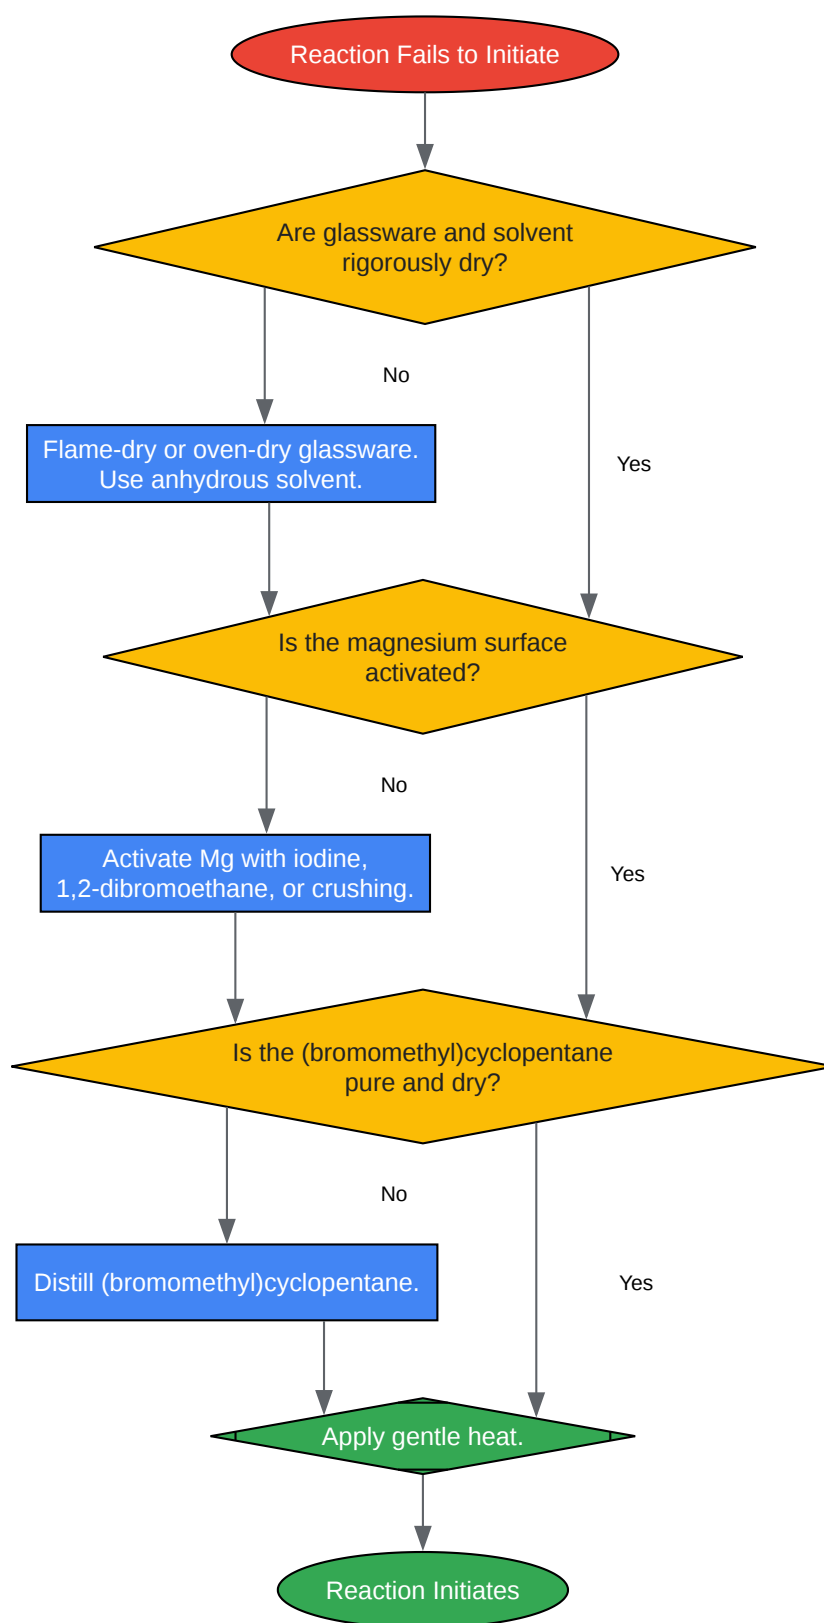 Reaction Fails to Initiate
Are glassware and solvent
rigorously dry?
No
Flame-dry or oven-dry glassware.
Use anhydrous solvent.
Yes
Is the magnesium surface
activated?
No
Activate Mg with iodine,
1,2-dibromoethane, or crushing.
Yes
Is the (bromomethyl)cyclopentane
pure and dry?
No
Distill (bromomethyl)cyclopentane.
Yes
Apply gentle heat.
Reaction Initiates